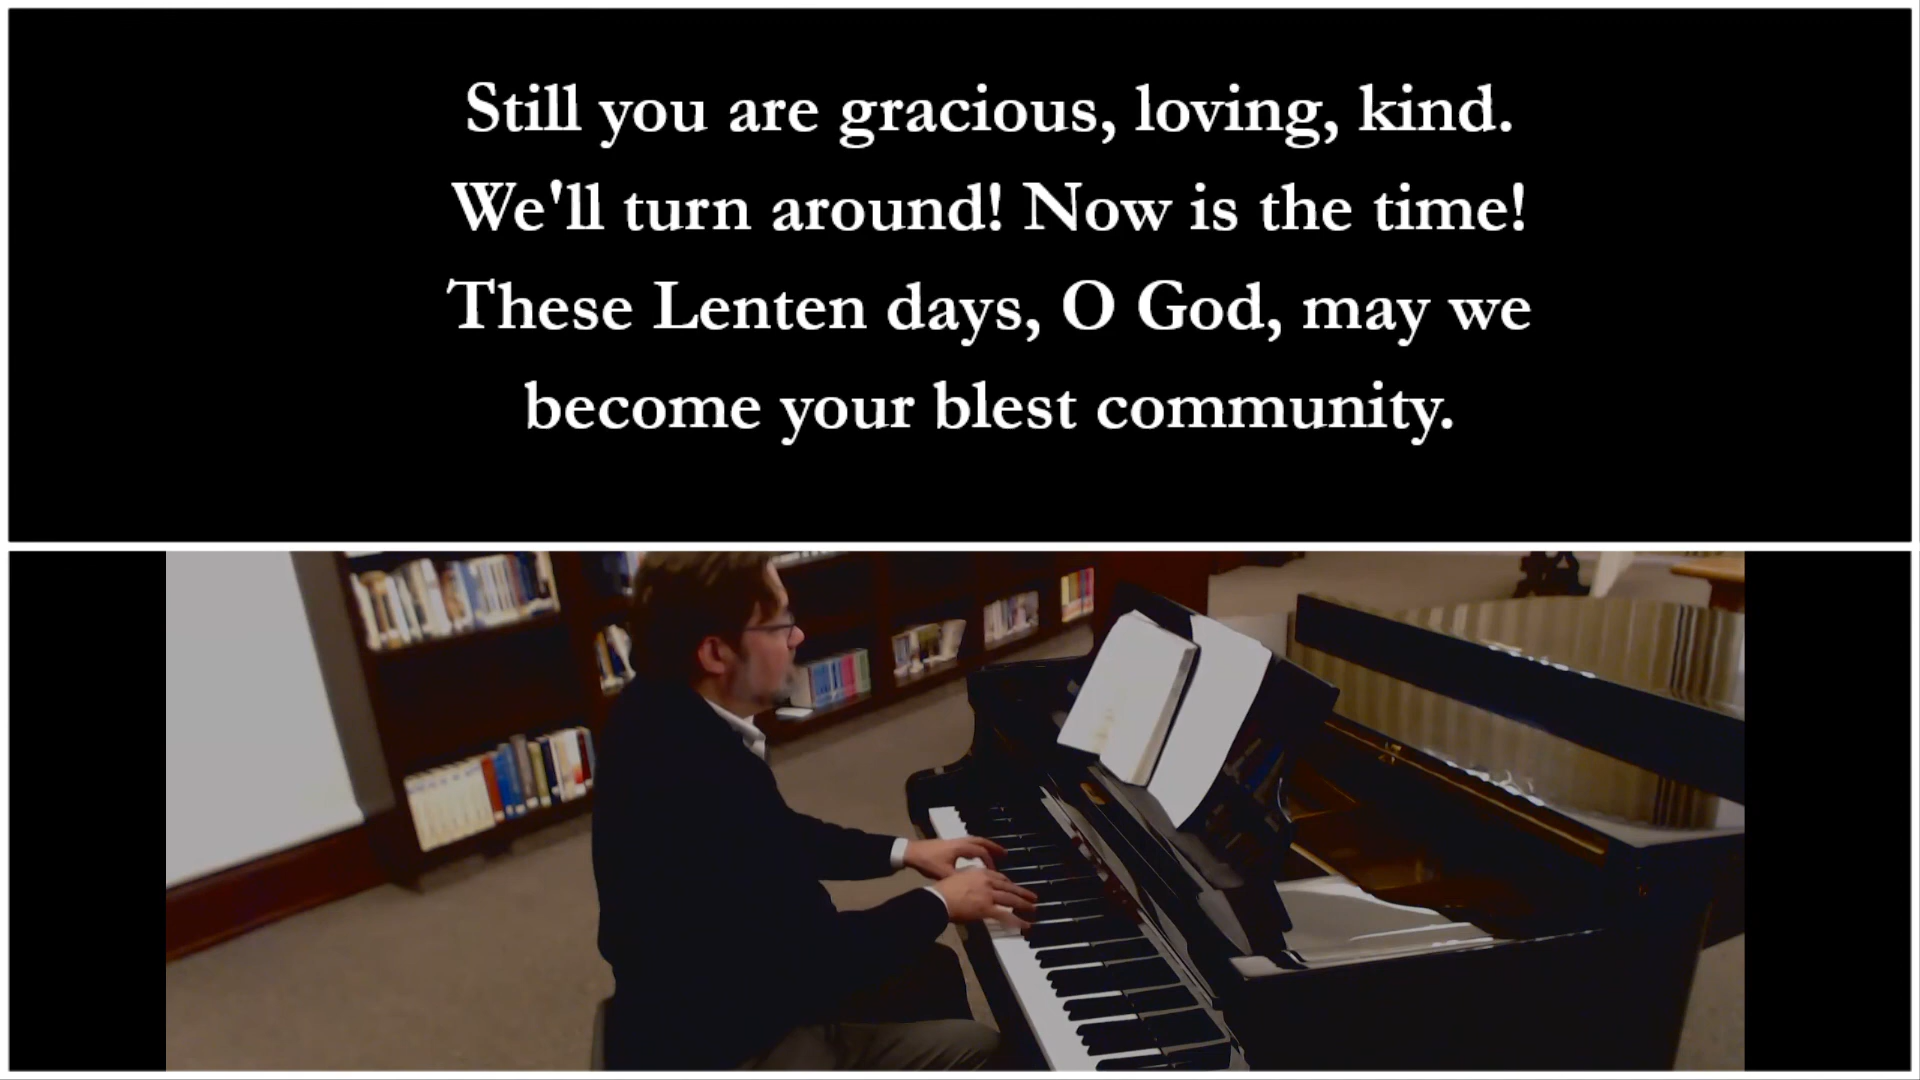 Still you are gracious, loving, kind.
We'll turn around! Now is the time!
These Lenten days, O God, may we
become your blest community.